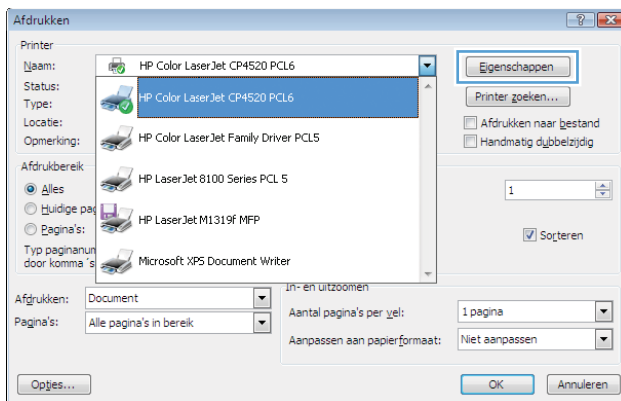 Afdrukken
Printer
Naam: HP Color LaserJet CP4520 PCL6 Eigenschappen
Status: HP Color LaserJet CP4520 PCL6 Printer zoeken...
Type:
Locatie: Afdrukken naar bestand
Opmerking: HP Color LaserJet Family Driver PCL5 Handmatig dubbelzijdig
Afdrukbereik
Alles HP LaserJet 8100 Series PCL 5 1
Huidige pag
Pagina's: HP LaserJet M1319f MFP Sorteren
Typ paginanum
door komma´s Microsoft XPS Document Writer
In- en uitzoomen
Afdrukken: Document
Aantal pagina's per vel: 1 pagina
Pagina's: Alle pagina's in bereik
Aanpassen aan papierformaat: Niet aanpassen
Opties... OK Annuleren